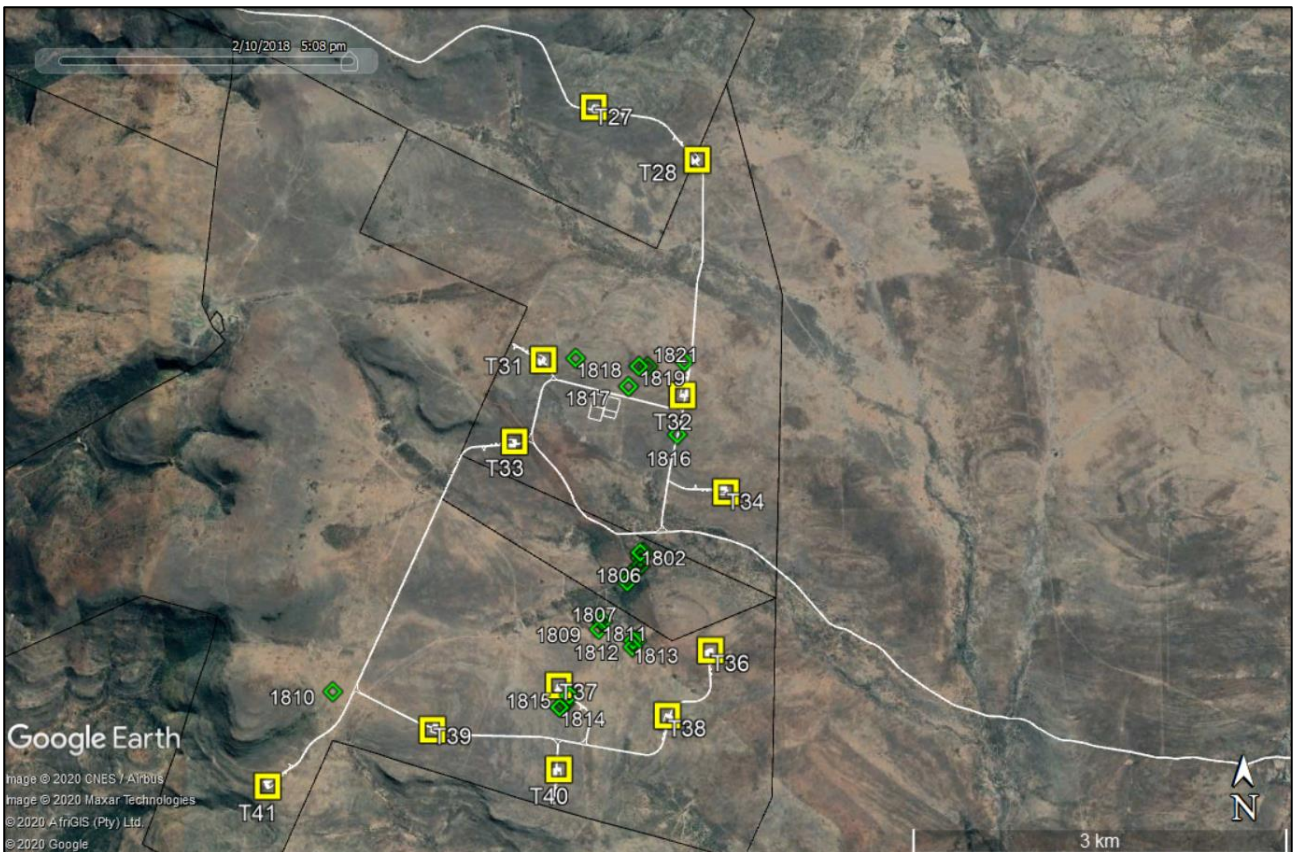 2/10/2018 5:08 pm
T27
T28
T31
1818
1821
1819
1817
T32
T33
1816
T34
1802
1806
1807
1809
1811
1812
1813
T36
1815
T37
1814
1810
T38
T39
T40
T41
Google Earth
Image © 2020 CNES / Airbus
Image © 2020 Maxar Technologies
© 2020 AfriGIS (Pty) Ltd.
© 2020 Google
N
3 km